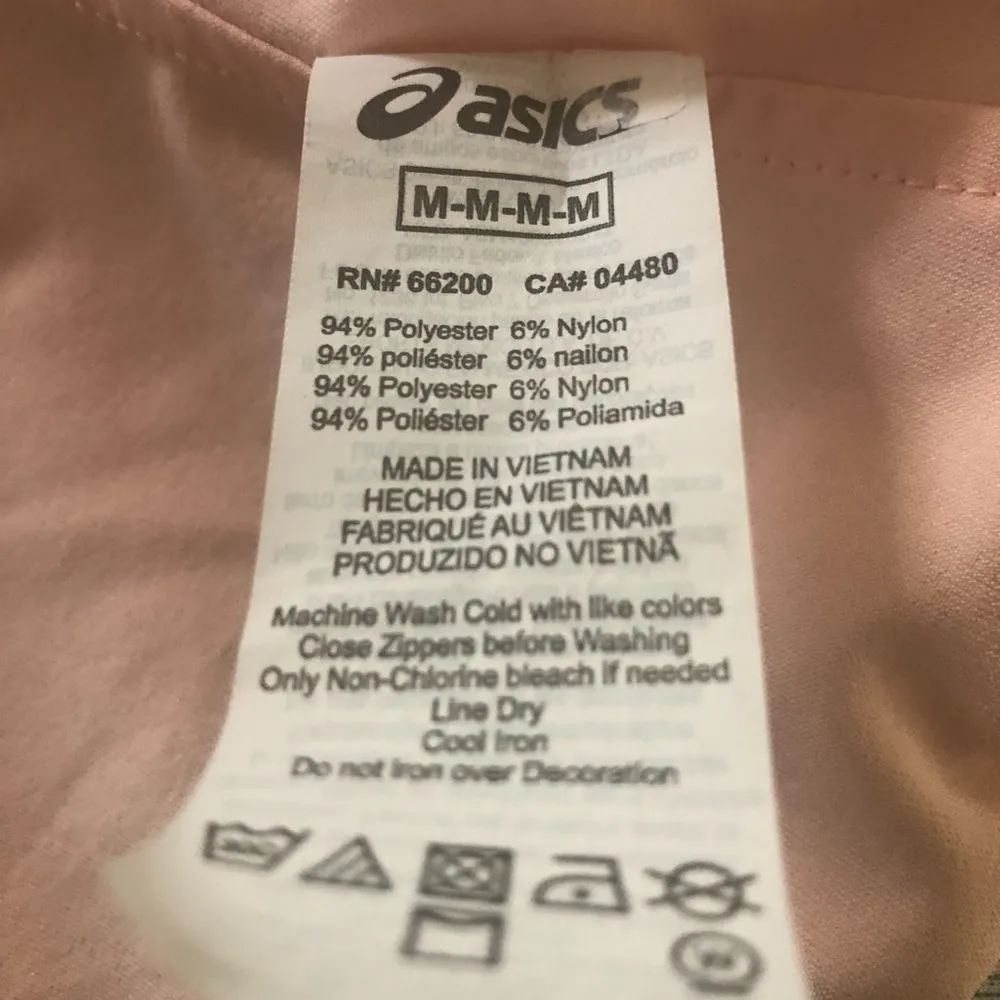 asics
M-M-M-M
RN# 66200 CA# 04480
94% Polyester 6% Nylon
94% poliéster 6% nailon
94% Polyester 6% Nylon
94% Poliéster 6% Poliamida
MADE IN VIETNAM
HECHO EN VIETNAM
FABRIQUÉ AU VIÊTNAM
PRODUZIDO NO VIETNÃ
Machine Wash Cold with like colors
Close Zippers before Washing
Only Non-Chlorine bleach if needed
Line Dry
Cool Iron
Do not Iron over Decoration